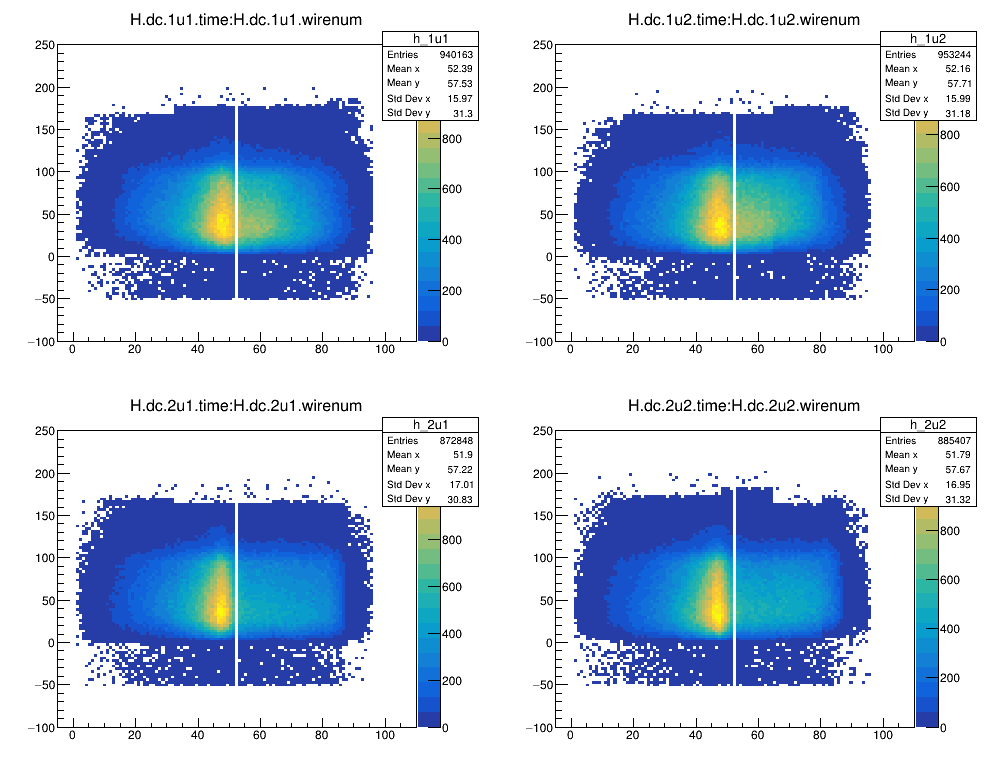 H.dc.1u1.time:H.dc.1u1.wirenum
h_1u1
Entries 940163
Mean x 52.39
Mean y 57.53
Std Dev x 15.97
Std Dev y 31.3
250
200
150
100
50
0
−50
−100
0 20 40 60 80 100
800
600
400
200
0
H.dc.1u2.time:H.dc.1u2.wirenum
h_1u2
Entries 953244
Mean x 52.16
Mean y 57.71
Std Dev x 15.99
Std Dev y 31.18
250
200
150
100
50
0
−50
−100
0 20 40 60 80 100
800
600
400
200
0
H.dc.2u1.time:H.dc.2u1.wirenum
h_2u1
Entries 872848
Mean x 51.9
Mean y 57.22
Std Dev x 17.01
Std Dev y 30.83
250
200
150
100
50
0
−50
−100
0 20 40 60 80 100
800
600
400
200
0
H.dc.2u2.time:H.dc.2u2.wirenum
h_2u2
Entries 885407
Mean x 51.79
Mean y 57.67
Std Dev x 16.95
Std Dev y 31.32
250
200
150
100
50
0
−50
−100
0 20 40 60 80 100
800
600
400
200
0